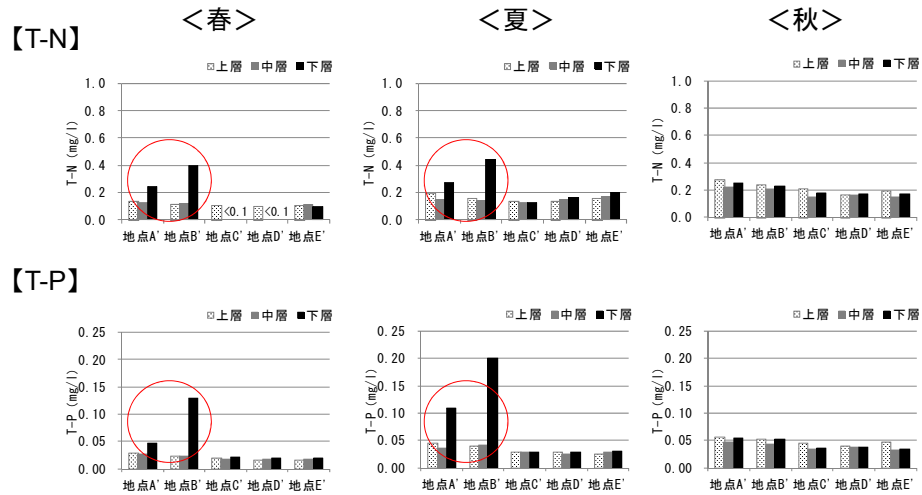 <春> <夏> <秋>
【T-N】
上層 中層 下層
T-N (mg/l)
1.0
0.8
0.6
0.4
0.2
0.0
<0.1 <0.1
地点A' 地点B' 地点C' 地点D' 地点E'
上層 中層 下層
T-N (mg/l)
1.0
0.8
0.6
0.4
0.2
0.0
地点A' 地点B' 地点C' 地点D' 地点E'
上層 中層 下層
T-N (mg/l)
1.0
0.8
0.6
0.4
0.2
0.0
地点A' 地点B' 地点C' 地点D' 地点E'
【T-P】
上層 中層 下層
T-P (mg/l)
0.25
0.20
0.15
0.10
0.05
0.00
地点A' 地点B' 地点C' 地点D' 地点E'
上層 中層 下層
T-P (mg/l)
0.25
0.20
0.15
0.10
0.05
0.00
地点A' 地点B' 地点C' 地点D' 地点E'
上層 中層 下層
T-P (mg/l)
0.25
0.20
0.15
0.10
0.05
0.00
地点A' 地点B' 地点C' 地点D' 地点E'